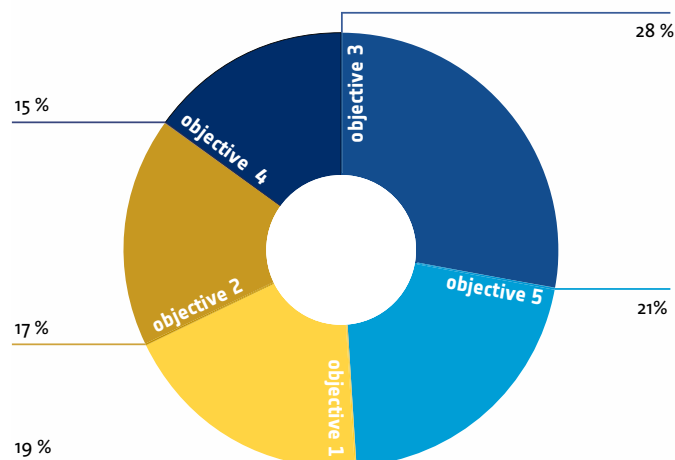 28 %
objective 3
15 %
objective 4
objective 5
21%
objective 2
17 %
objective 1
19 %